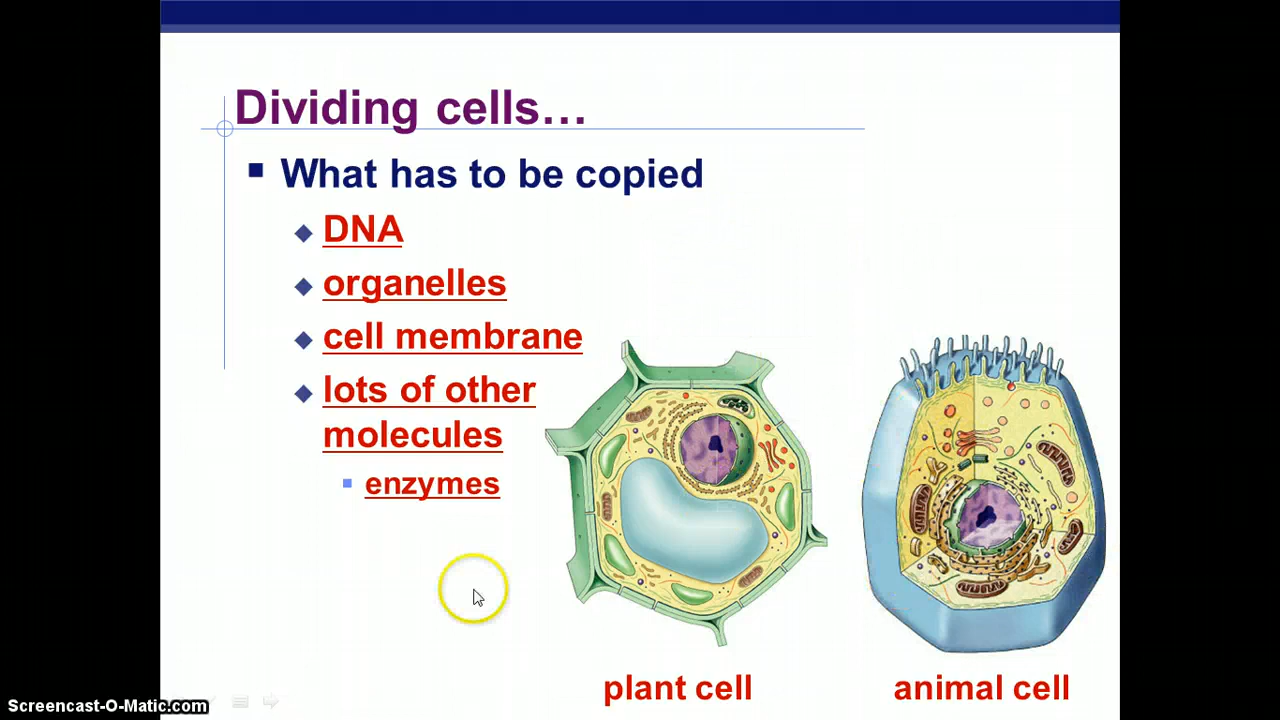 Dividing cells…
What has to be copied
DNA
organelles
cell membrane
lots of other
molecules
enzymes
plant cell
animal cell
Screencast-O-Matic.com